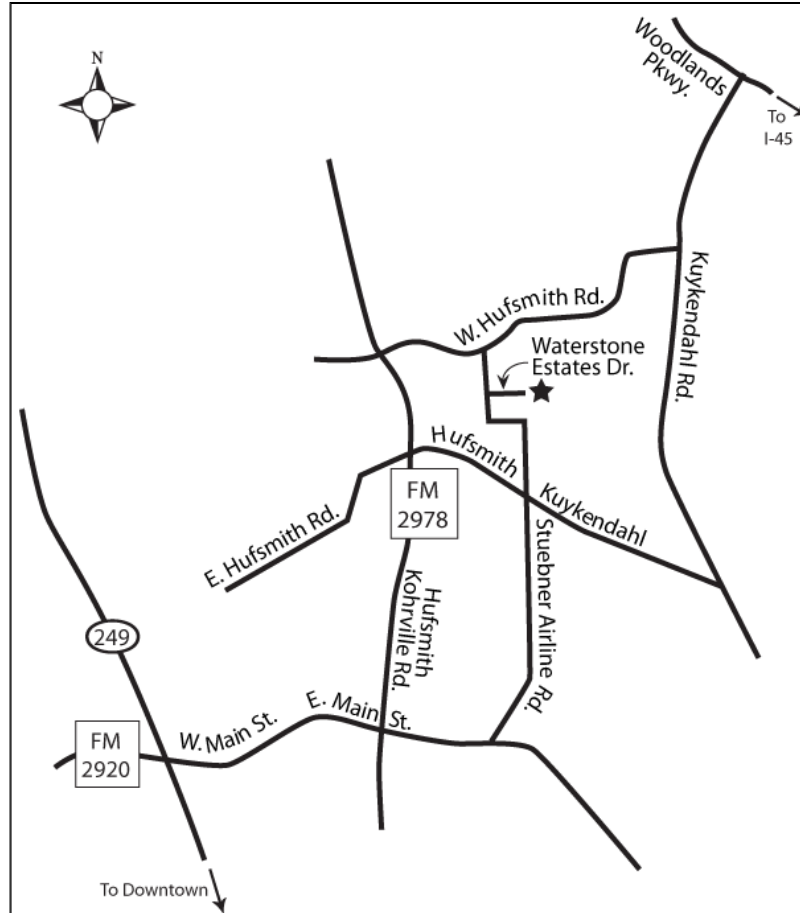 Woodlands
Pkwy.
To
I-45
N
Kuykendahl Rd.
W. Hufsmith Rd.
Waterstone
Estates Dr.
Hufsmith
Kuykendahl
FM
2978
E. Hufsmith Rd.
Stuebner Airline Rd.
Hufsmith
Kohrville Rd.
249
E. Main St.
W. Main St.
FM
2920
To Downtown